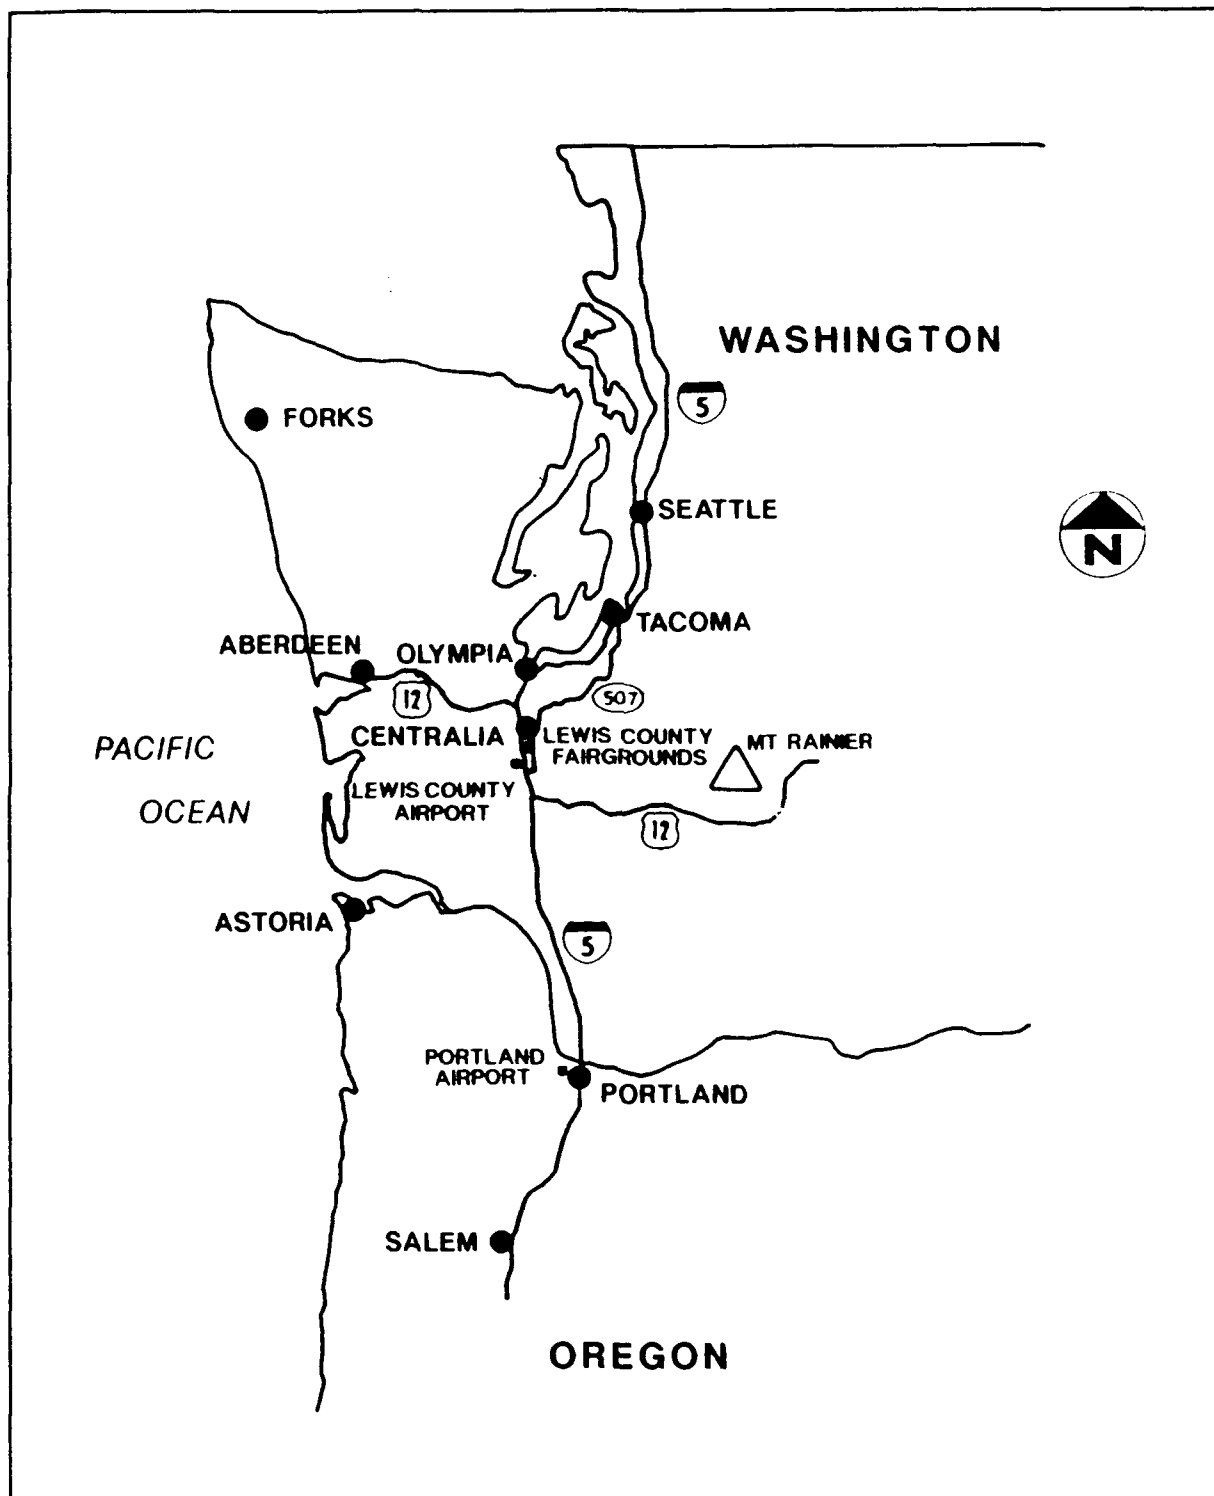 WASHINGTON
5
FORKS
SEATTLE
N
TACOMA
ABERDEEN
OLYMPIA
12
507
CENTRALIA
LEWIS COUNTY
FAIRGROUNDS
MT RAINIER
PACIFIC
OCEAN
LEWIS COUNTY
AIRPORT
12
ASTORIA
5
PORTLAND
AIRPORT
PORTLAND
SALEM
OREGON